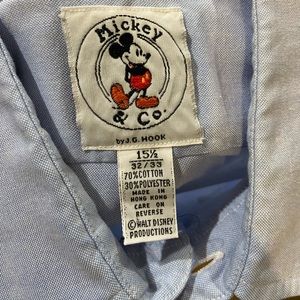 Mickey
& Co.
by J.G. HOOK
15½
32/33
70% COTTON
30% POLYESTER
MADE IN
HONG KONG
CARE ON
REVERSE
©WALT DISNEY
PRODUCTIONS